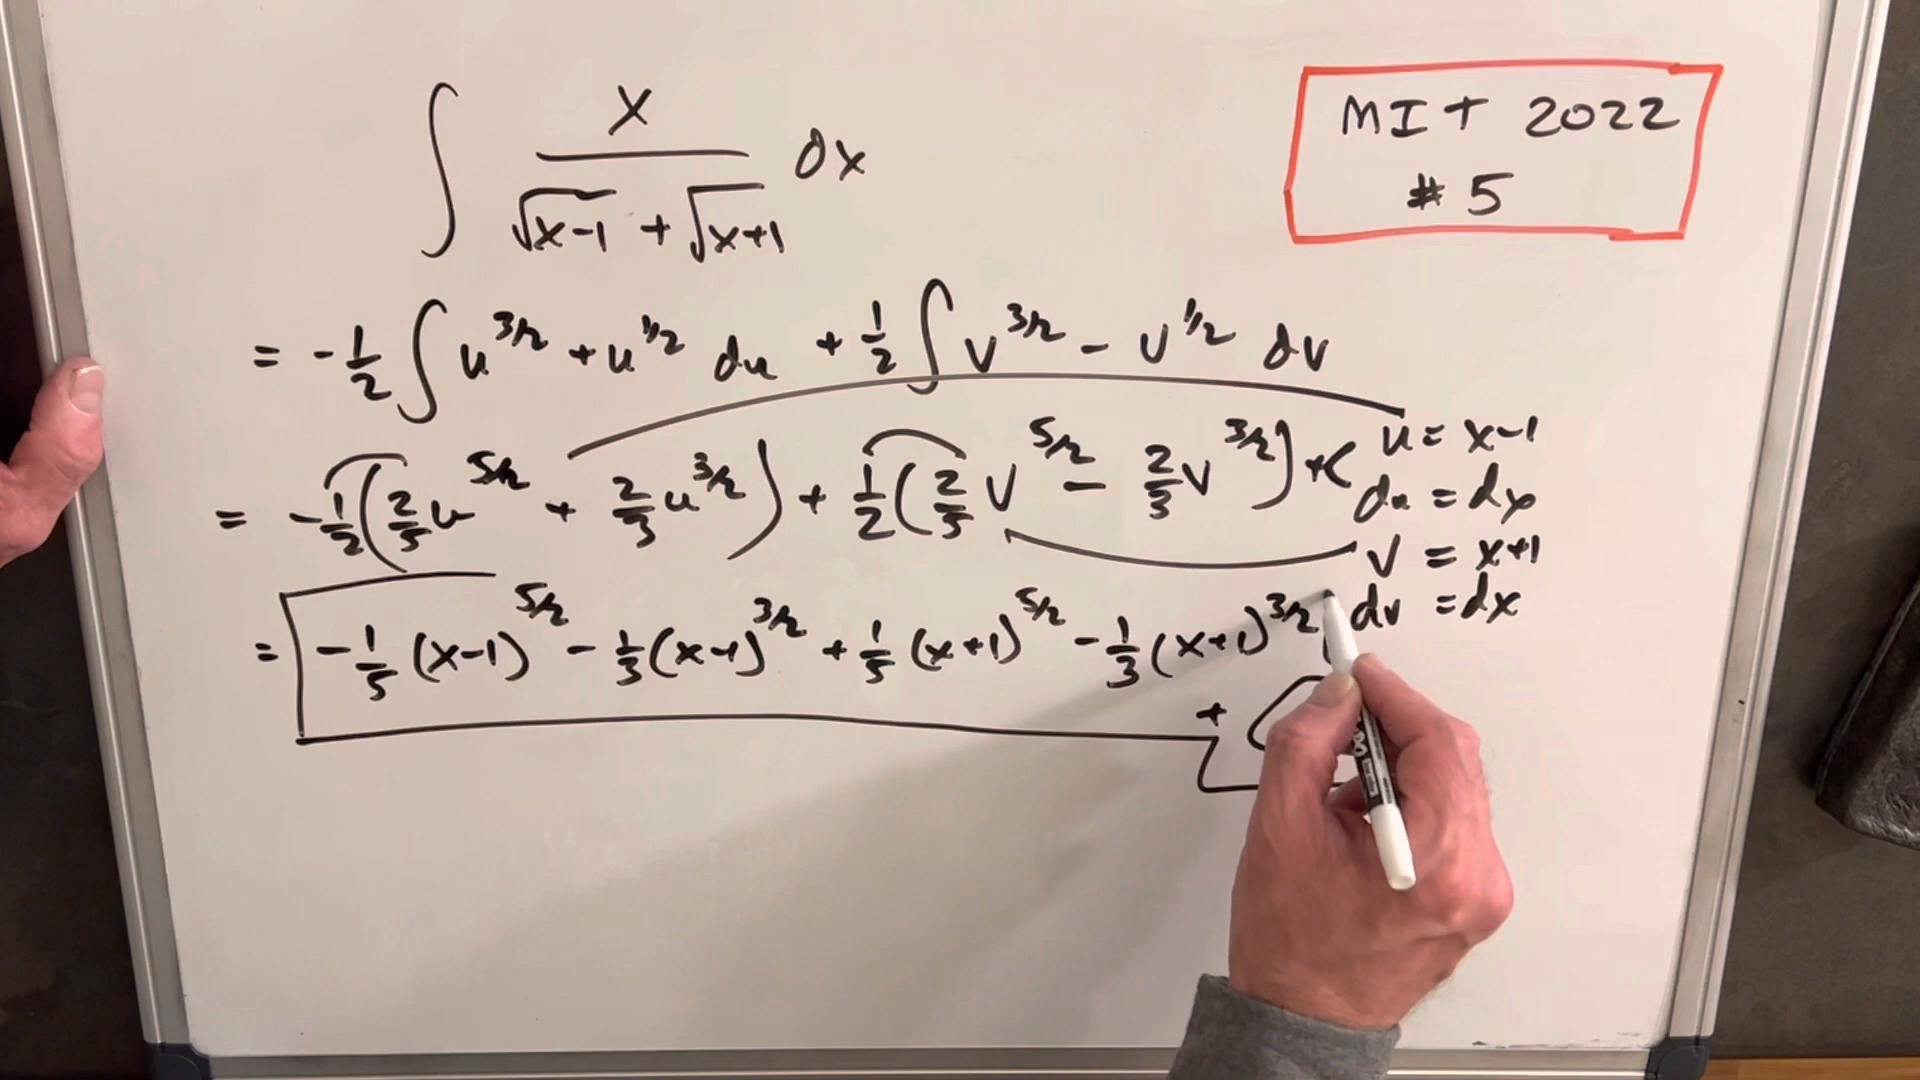 ∫ x / (√(x-1) + √(x+1)) dx
MIT 2022
# 5
= -1/2 ∫ u^(3/2) + u^(1/2) du + 1/2 ∫ v^(3/2) - v^(1/2) dv
= -1/2 (2/5 u^(5/2) + 2/3 u^(3/2)) + 1/2 (2/5 v^(5/2) - 2/3 v^(3/2)) + C
u = x-1
du = dx
v = x+1
dv = dx
= -1/5 (x-1)^(5/2) - 1/3 (x-1)^(3/2) + 1/5 (x+1)^(5/2) - 1/3 (x+1)^(3/2)
+